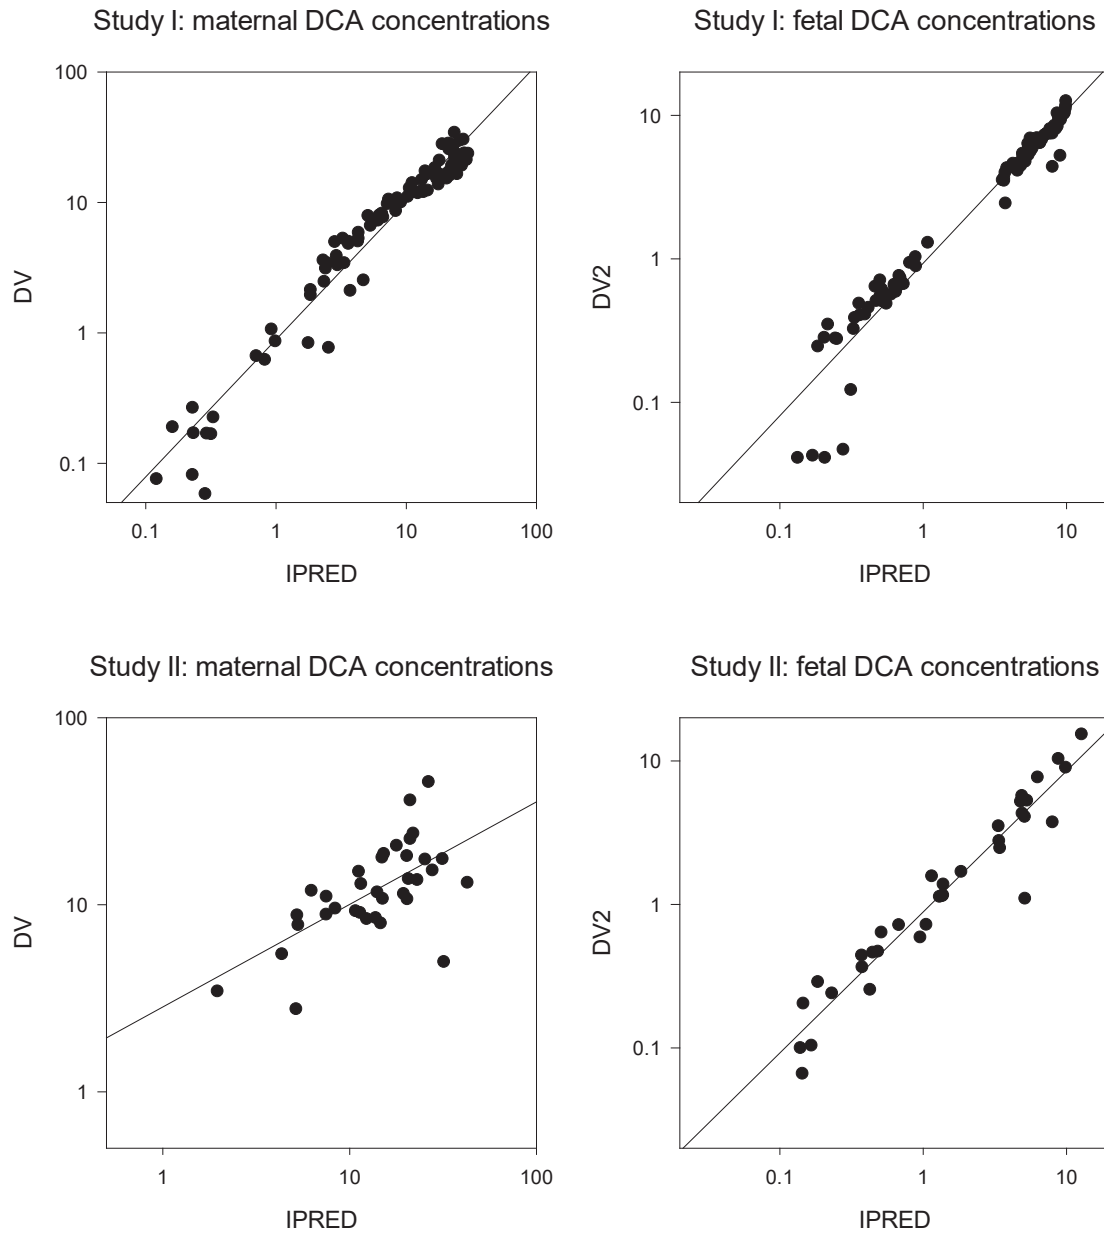 Study I: maternal DCA concentrations
100
10
1
0.1
DV
0.1 1 10 100
IPRED
Study I: fetal DCA concentrations
10
1
0.1
DV2
0.1 1 10
IPRED
Study II: maternal DCA concentrations
100
10
1
DV
1 10 100
IPRED
Study II: fetal DCA concentrations
10
1
0.1
DV2
0.1 1 10
IPRED